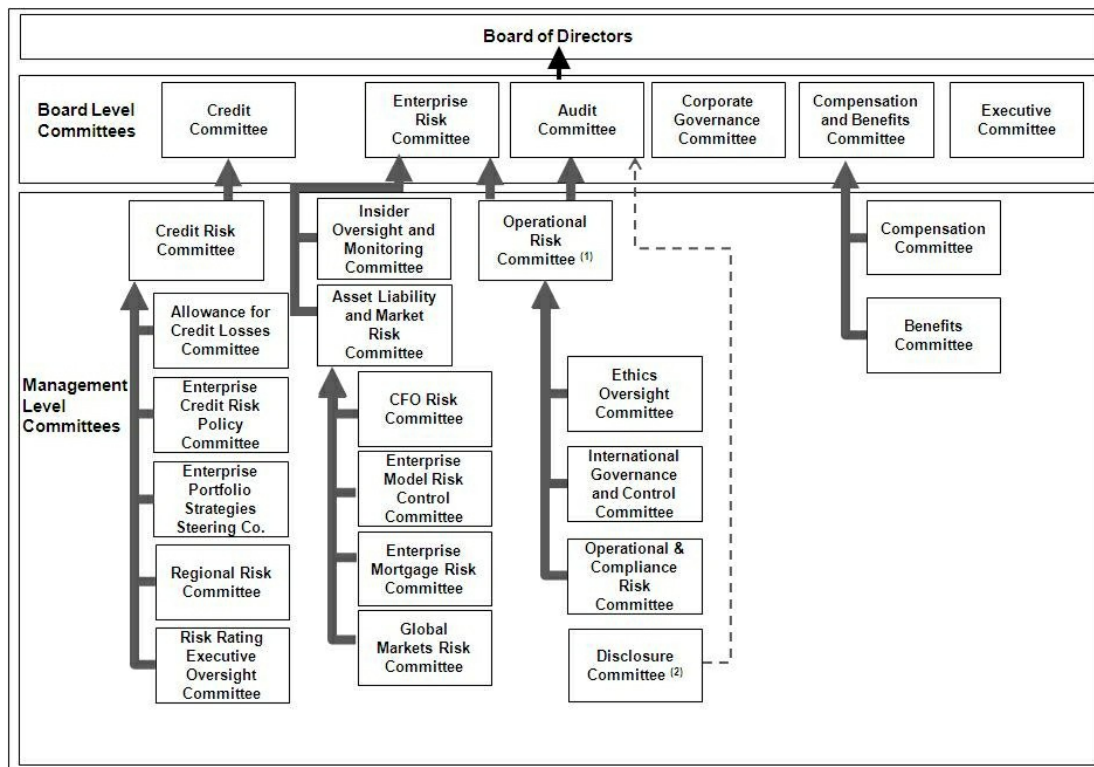 Board of Directors
Board Level
Committees
Credit
Committee
Enterprise
Risk
Committee
Audit
Committee
Corporate
Governance
Committee
Compensation
and Benefits
Committee
Executive
Committee
Management
Level
Committees
Credit Risk
Committee
Allowance for
Credit Losses
Committee
Enterprise
Credit Risk
Policy
Committee
Enterprise
Portfolio
Strategies
Steering Co.
Regional Risk
Committee
Risk Rating
Executive
Oversight
Committee
Insider
Oversight and
Monitoring
Committee
Asset Liability
and Market
Risk
Committee
CFO Risk
Committee
Enterprise
Model Risk
Control
Committee
Enterprise
Mortgage Risk
Committee
Global
Markets Risk
Committee
Operational
Risk
Committee (1)
Ethics
Oversight
Committee
International
Governance
and Control
Committee
Operational &
Compliance
Risk
Committee
Disclosure
Committee (2)
Compensation
Committee
Benefits
Committee